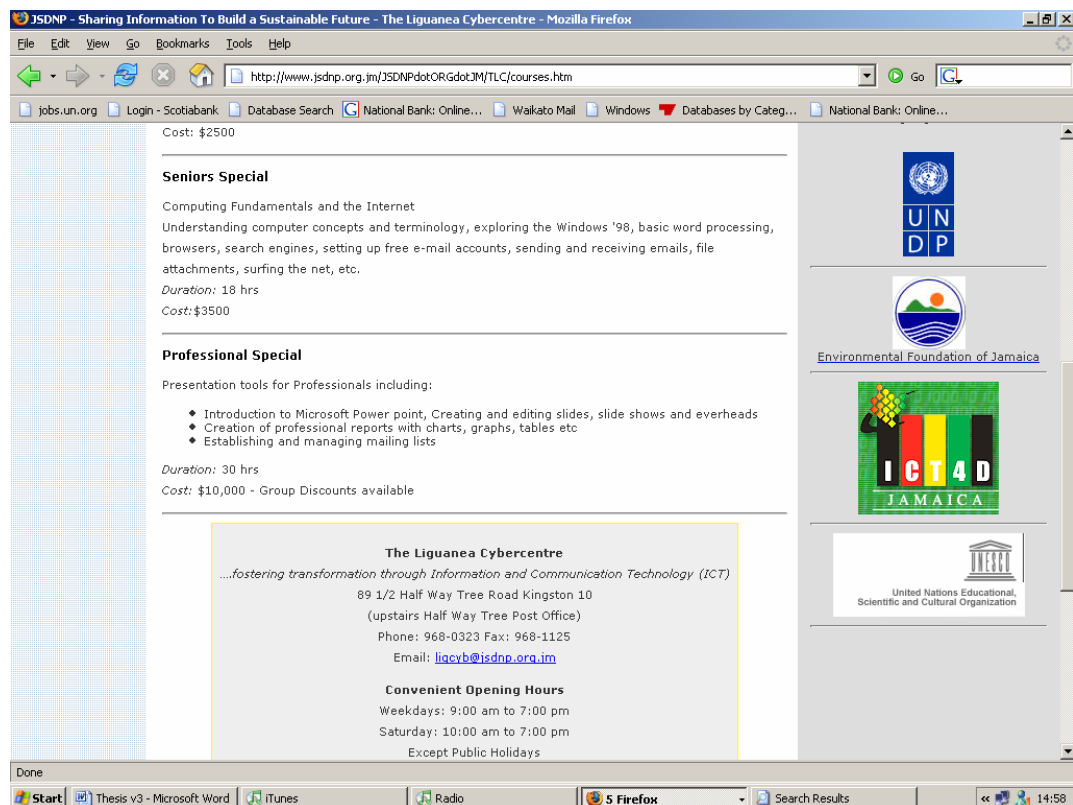 JSDNP - Sharing Information To Build a Sustainable Future - The Liguanea Cybercentre - Mozilla Firefox
File Edit View Go Bookmarks Tools Help
http://www.jsdnp.org.jm/JSDNPdotORGdotJM/TLC/courses.htm Go G
jobs.un.org Login - Scotiabank Database Search National Bank: Online... Waikato Mail Windows Databases by Categ... National Bank: Online...
Cost: $2500
Seniors Special
Computing Fundamentals and the Internet
Understanding computer concepts and terminology, exploring the Windows '98, basic word processing,
browsers, search engines, setting up free e-mail accounts, sending and receiving emails, file
attachments, surfing the net, etc.
Duration: 18 hrs
Cost:$3500
Professional Special
Presentation tools for Professionals including:
Introduction to Microsoft Power point, Creating and editing slides, slide shows and everheads
Creation of professional reports with charts, graphs, tables etc
Establishing and managing mailing lists
Duration: 30 hrs
Cost: $10,000 - Group Discounts available
The Liguanea Cybercentre
....fostering transformation through Information and Communication Technology (ICT)
89 1/2 Half Way Tree Road Kingston 10
(upstairs Half Way Tree Post Office)
Phone: 968-0323 Fax: 968-1125
Email: liqcyb@jsdnp.org.jm
Convenient Opening Hours
Weekdays: 9:00 am to 7:00 pm
Saturday: 10:00 am to 7:00 pm
Except Public Holidays
U N
D P
Environmental Foundation of Jamaica
ICT4D
JAMAICA
UNESCO
United Nations Educational,
Scientific and Cultural Organization
Done
Start Thesis v3 - Microsoft Word iTunes Radio 5 Firefox Search Results 14:58